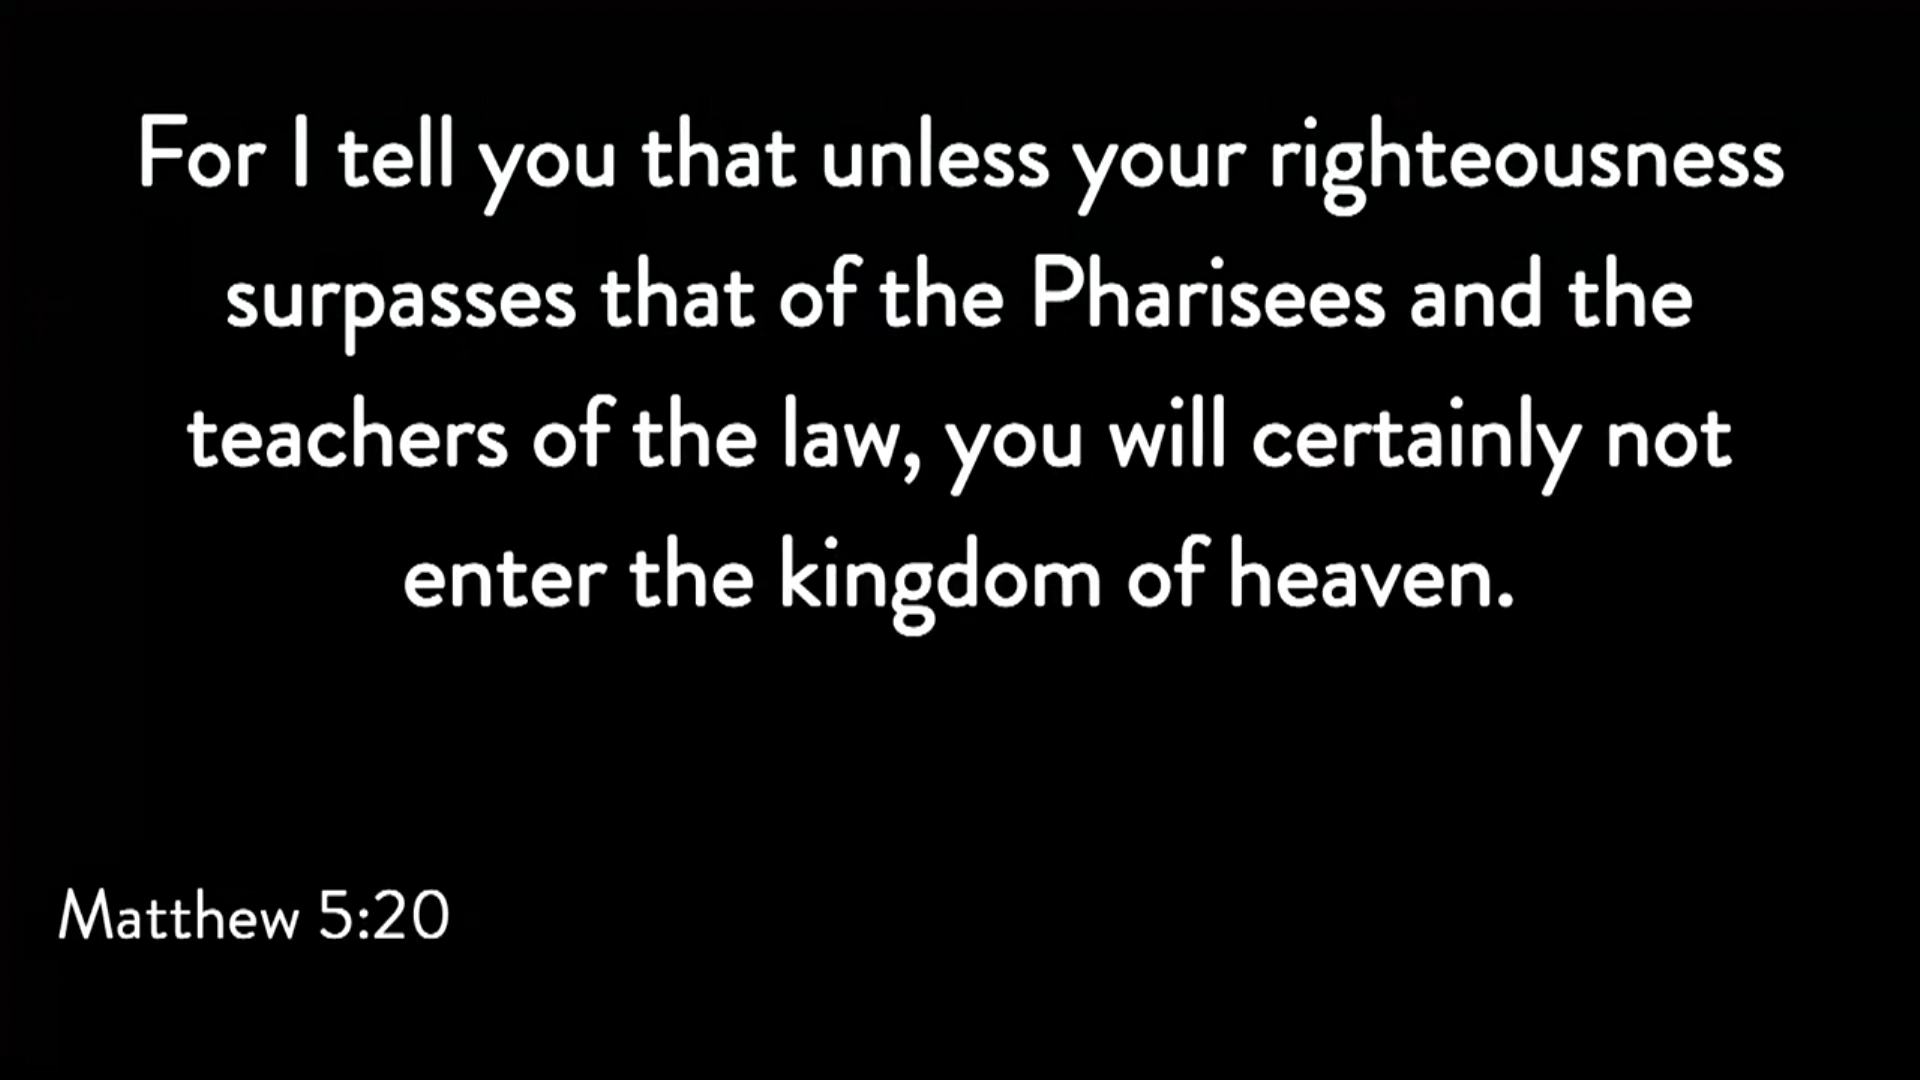 For I tell you that unless your righteousness
surpasses that of the Pharisees and the
teachers of the law, you will certainly not
enter the kingdom of heaven.
Matthew 5:20